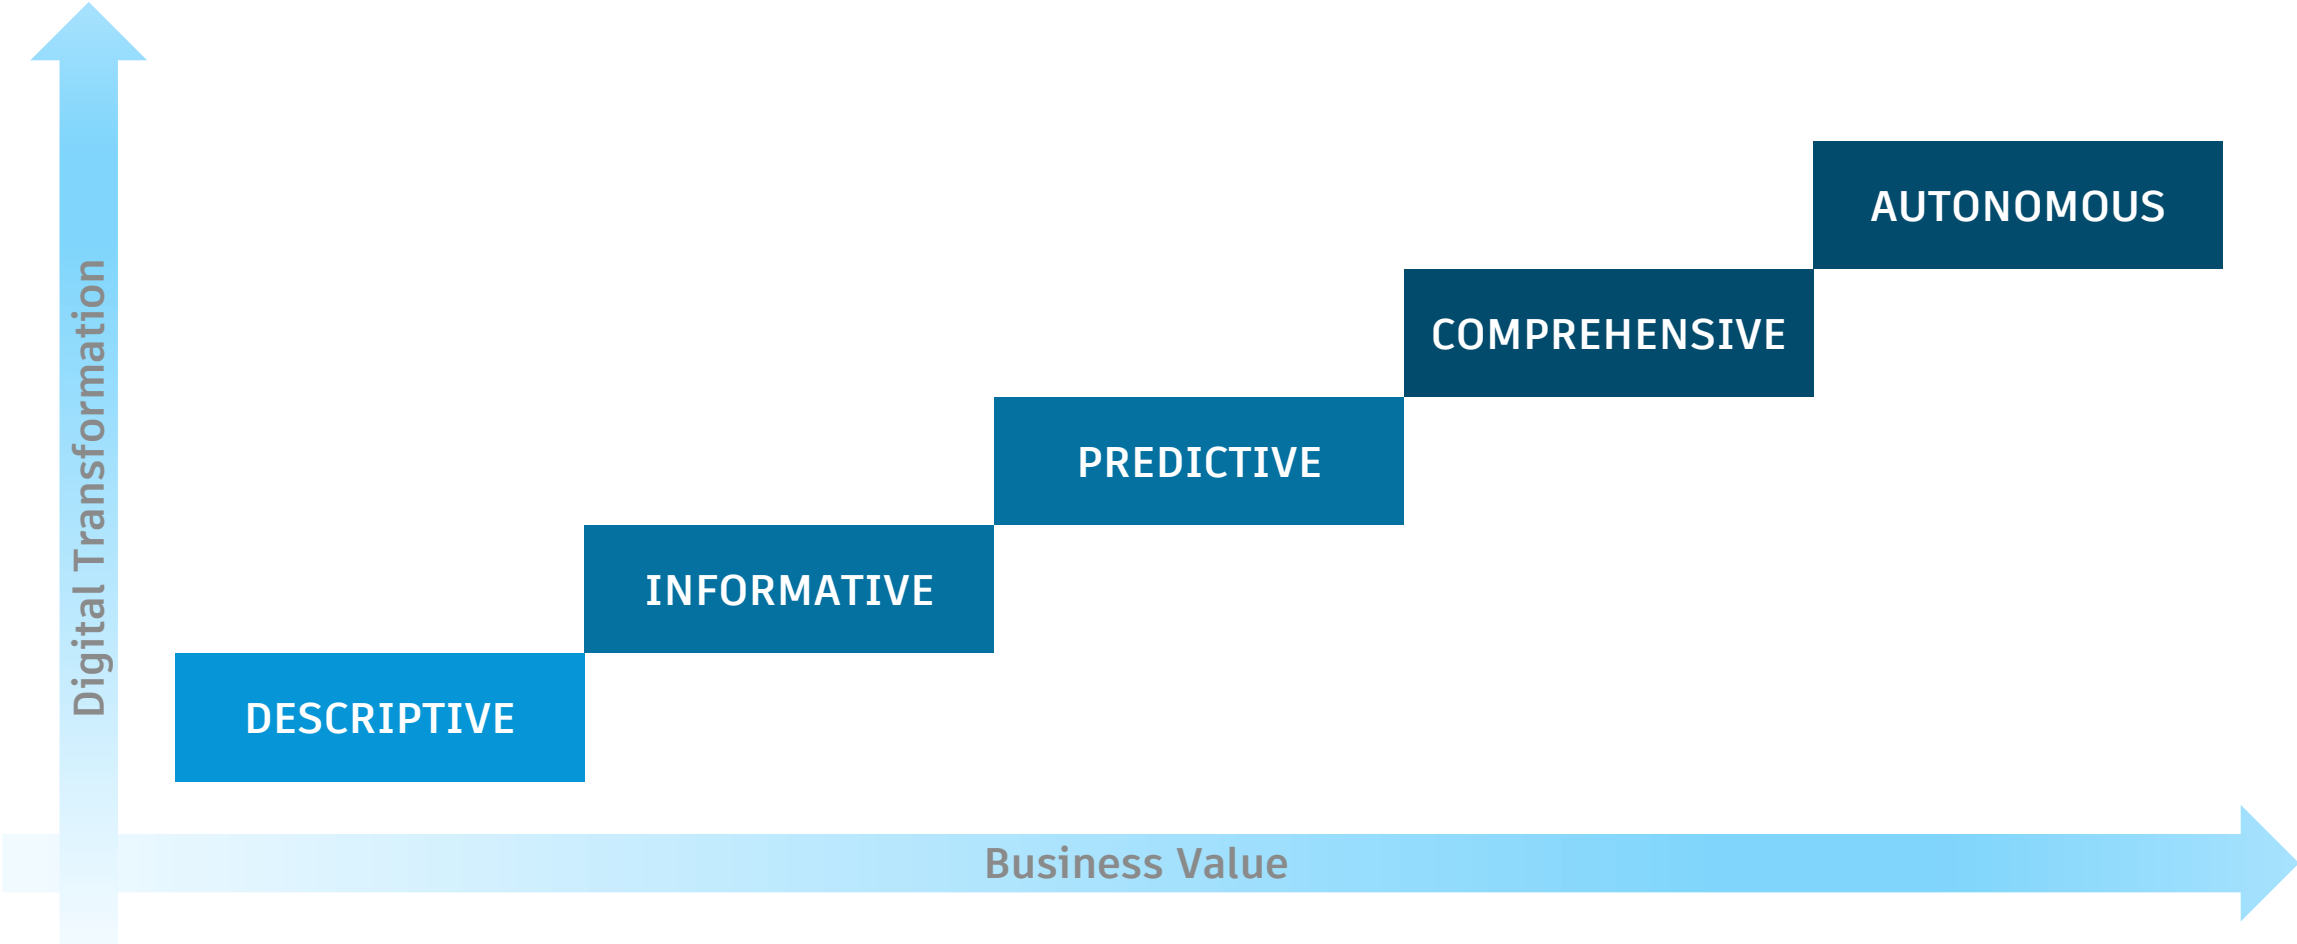 Digital Transformation
AUTONOMOUS
COMPREHENSIVE
PREDICTIVE
INFORMATIVE
DESCRIPTIVE
Business Value